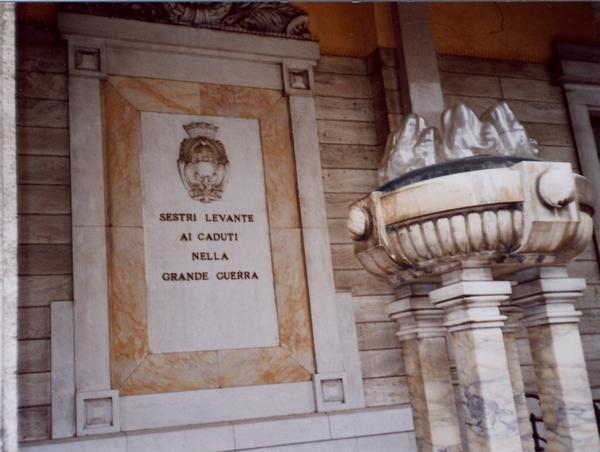 SESTRI LEVANTE
AI CADUTI
NELLA
GRANDE GUERRA